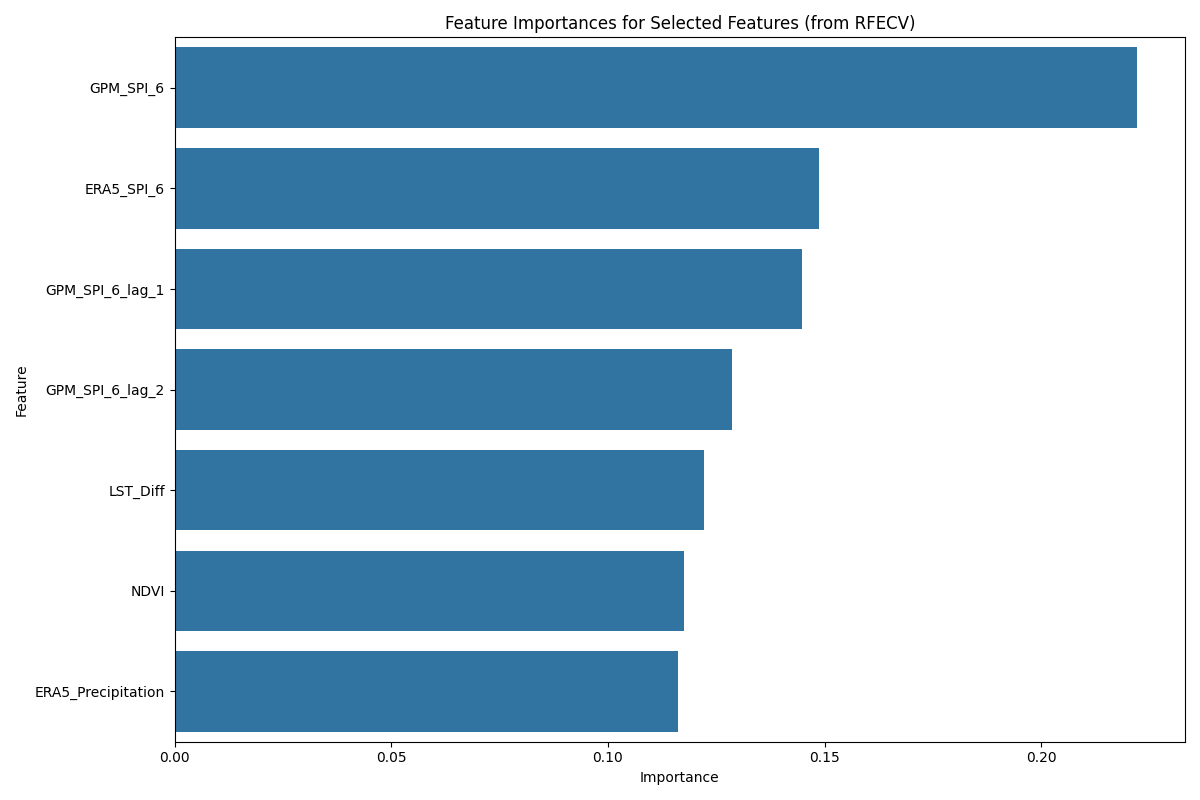 Feature Importances for Selected Features (from RFECV)
GPM_SPI_6
ERA5_SPI_6
GPM_SPI_6_lag_1
GPM_SPI_6_lag_2
LST_Diff
NDVI
ERA5_Precipitation
Feature
0.00 0.05 0.10 0.15 0.20
Importance